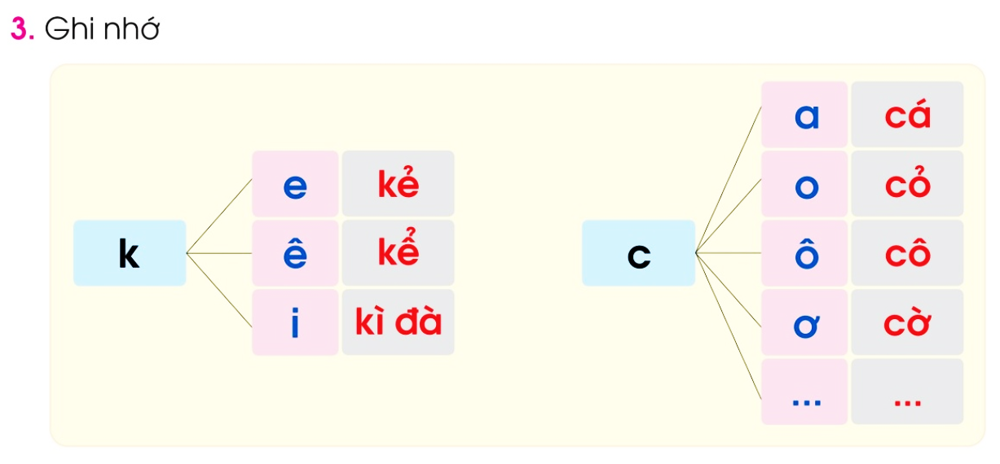 3. Ghi nhớ
k
e kẻ
ê kể
i kì đà
c
a cá
o cỏ
ô cô
ơ cờ
... ...